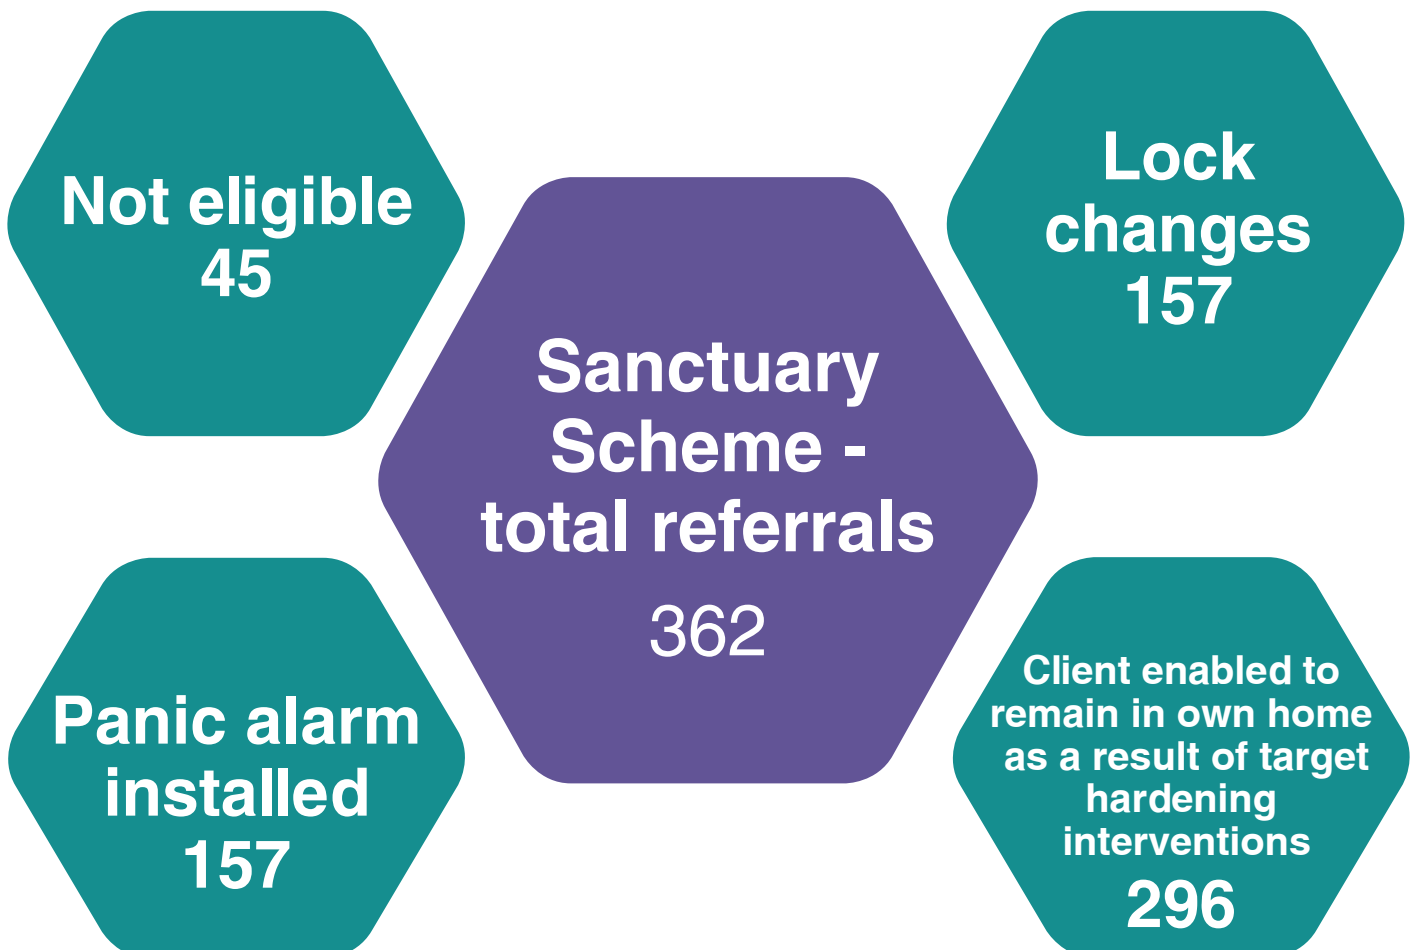 Not eligible
45
Lock
changes
157
Sanctuary
Scheme -
total referrals
362
Panic alarm
installed
157
Client enabled to
remain in own home
as a result of target
hardening
interventions
296